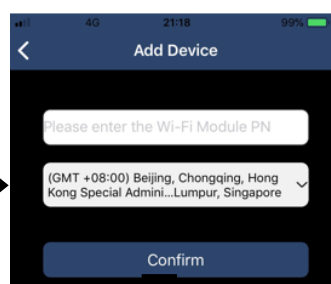 4G 21:18 99%
Add Device
Please enter the Wi-Fi Module PN
(GMT +08:00) Beijing, Chongqing, Hong
Kong Special Admini...Lumpur, Singapore
Confirm